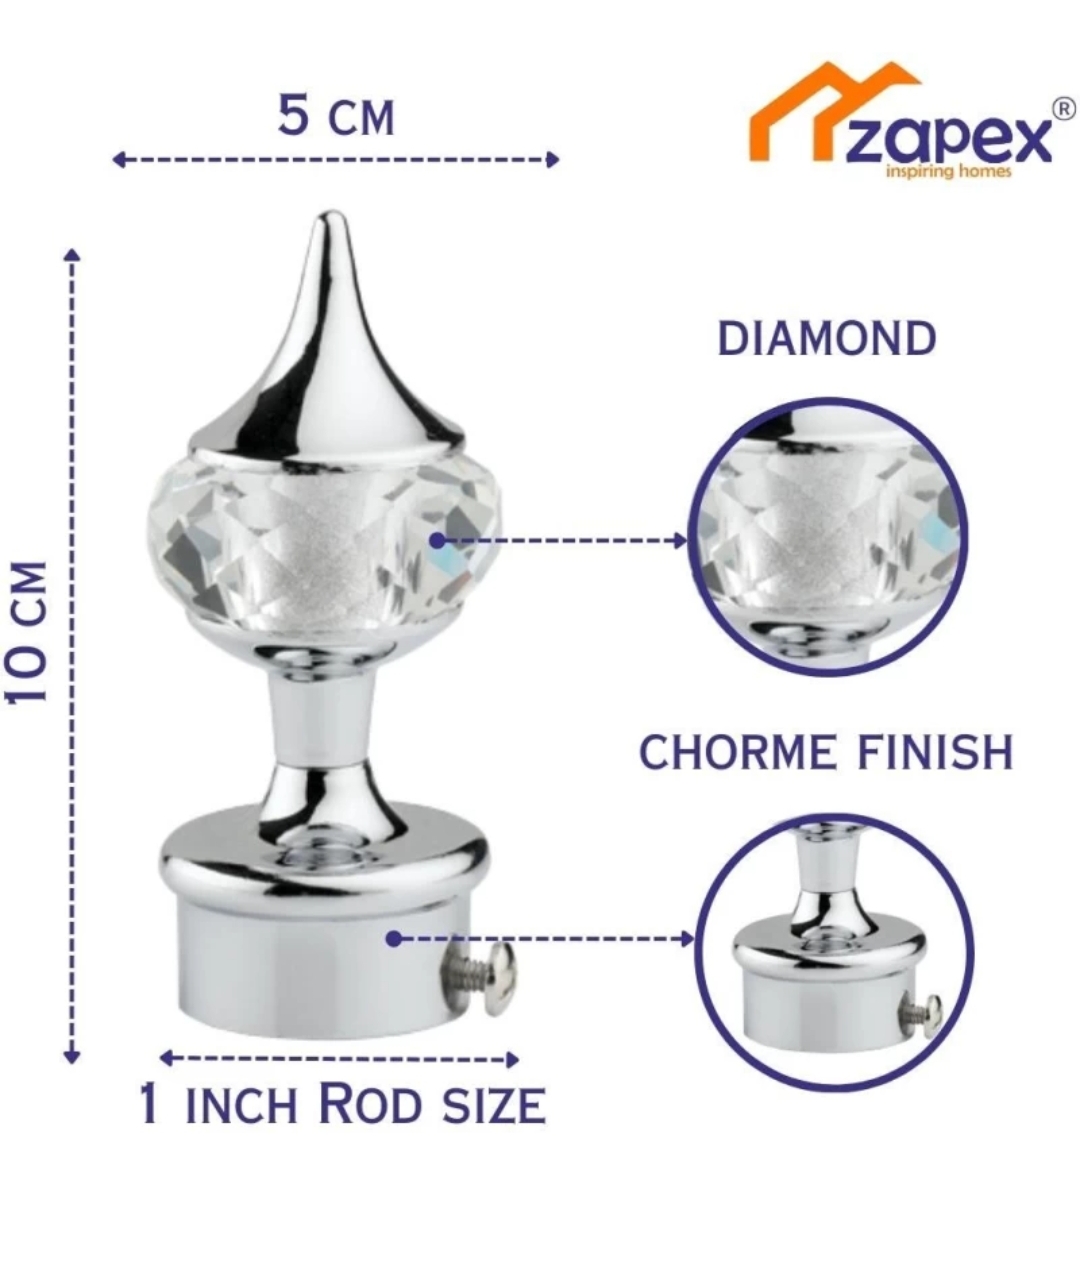 5 CM
zapex®
inspiring homes
DIAMOND
10 CM
CHORME FINISH
1 INCH ROD SIZE